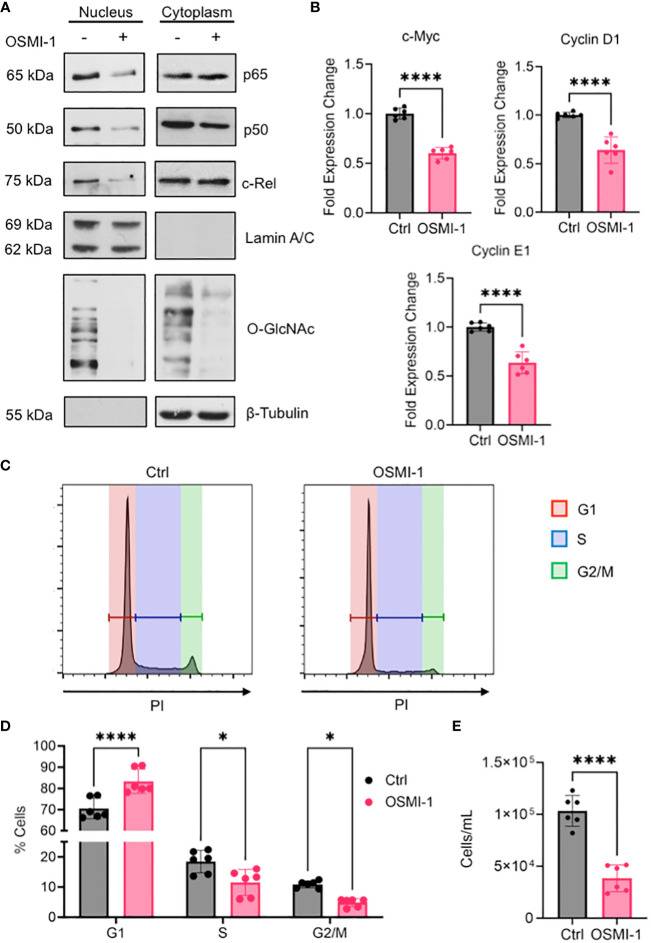 A
Nucleus Cytoplasm
OSMI-1 - + - +
65 kDa p65
50 kDa p50
75 kDa c-Rel
69 kDa
62 kDa
Lamin A/C
O-GlcNAc
55 kDa β-Tubulin
B
c-Myc
Fold Expression Change
1.5
1.0
0.5
0.0
****
Ctrl OSMI-1
Cyclin D1
Fold Expression Change
1.5
1.0
0.5
0.0
****
Ctrl OSMI-1
Cyclin E1
Fold Expression Change
1.5
1.0
0.5
0.0
****
Ctrl OSMI-1
C
Ctrl
PI
OSMI-1
PI
G1
S
G2/M
D
% Cells
100
90
80
70
60
20
10
0
****
*
*
G1 S G2/M
Ctrl
OSMI-1
E
Cells/mL
1.5×10⁵
1×10⁵
5×10⁴
0
****
Ctrl OSMI-1